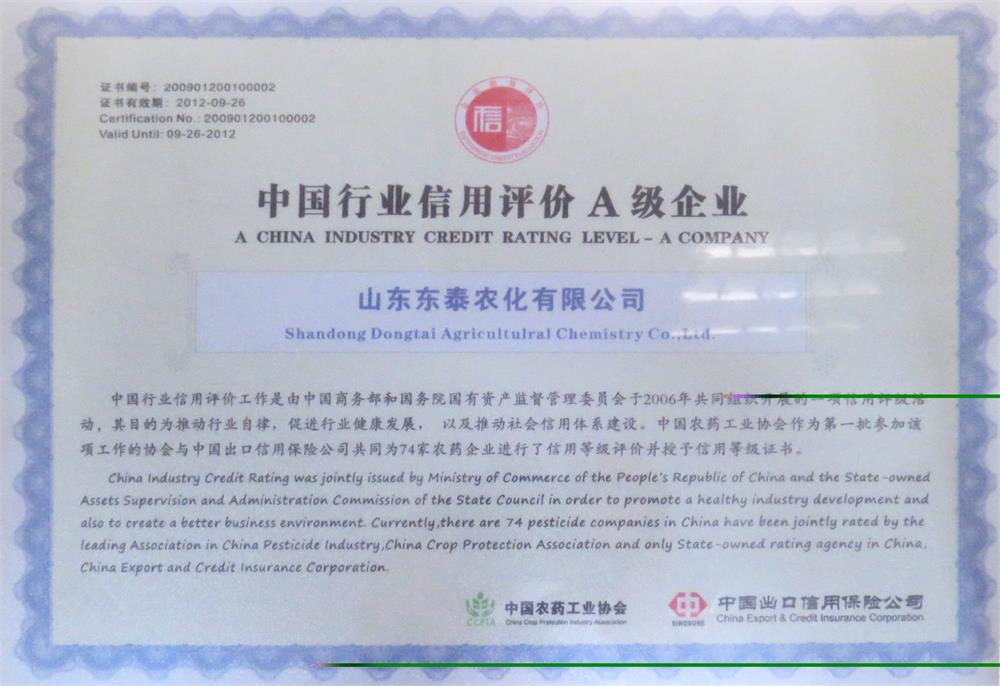 证书编号：200901200100002
证书有效期：2012-09-26
Certification No.: 200901200100002
Valid Until: 09-26-2012
信
中国行业信用评价 A 级企业
A CHINA INDUSTRY CREDIT RATING LEVEL - A COMPANY
山东东泰农化有限公司
Shandong Dongtai Agricultulral Chemistry Co.,Ltd.
中国行业信用评价工作是由中国商务部和国务院国有资产监督管理委员会于2006年共同组织开展的一项信用评级活
动，其目的为推动行业自律，促进行业健康发展， 以及推动社会信用体系建设。中国农药工业协会作为第一批参加该
项工作的协会与中国出口信用保险公司共同为74家农药企业进行了信用等级评价并授予信用等级证书。
China Industry Credit Rating was jointly issued by Ministry of Commerce of the People's Republic of China and the State-owned
Assets Supervision and Administration Commission of the State Council in order to promote a healthy industry development and
also to create a better business environment. Currently,there are 74 pesticide companies in China have been jointly rated by the
leading Association in China Pesticide Industry,China Crop Protection Association and only State-owned rating agency in China,
China Export and Credit Insurance Corporation.
CCPIA
中国农药工业协会
China Crop Protection Industry Association
SINOSURE
中国出口信用保险公司
China Export & Credit Insurance Corporation